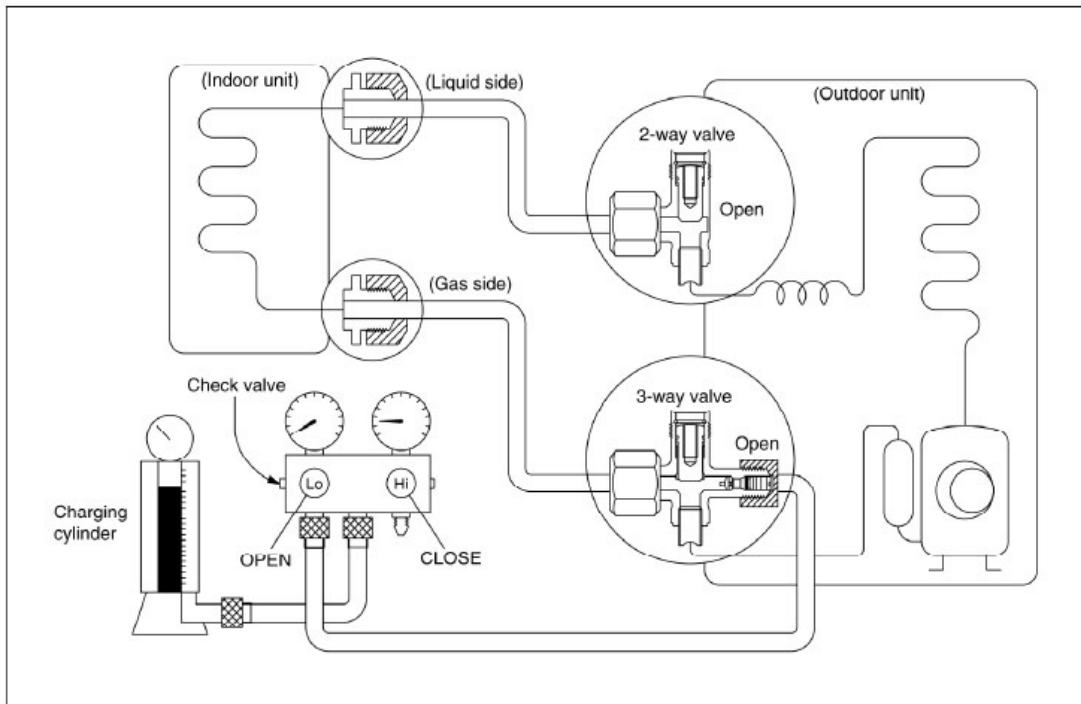 (Indoor unit)
(Liquid side)
(Outdoor unit)
2-way valve
Open
(Gas side)
Check valve
3-way valve
Open
Lo
Hi
Charging
cylinder
OPEN
CLOSE